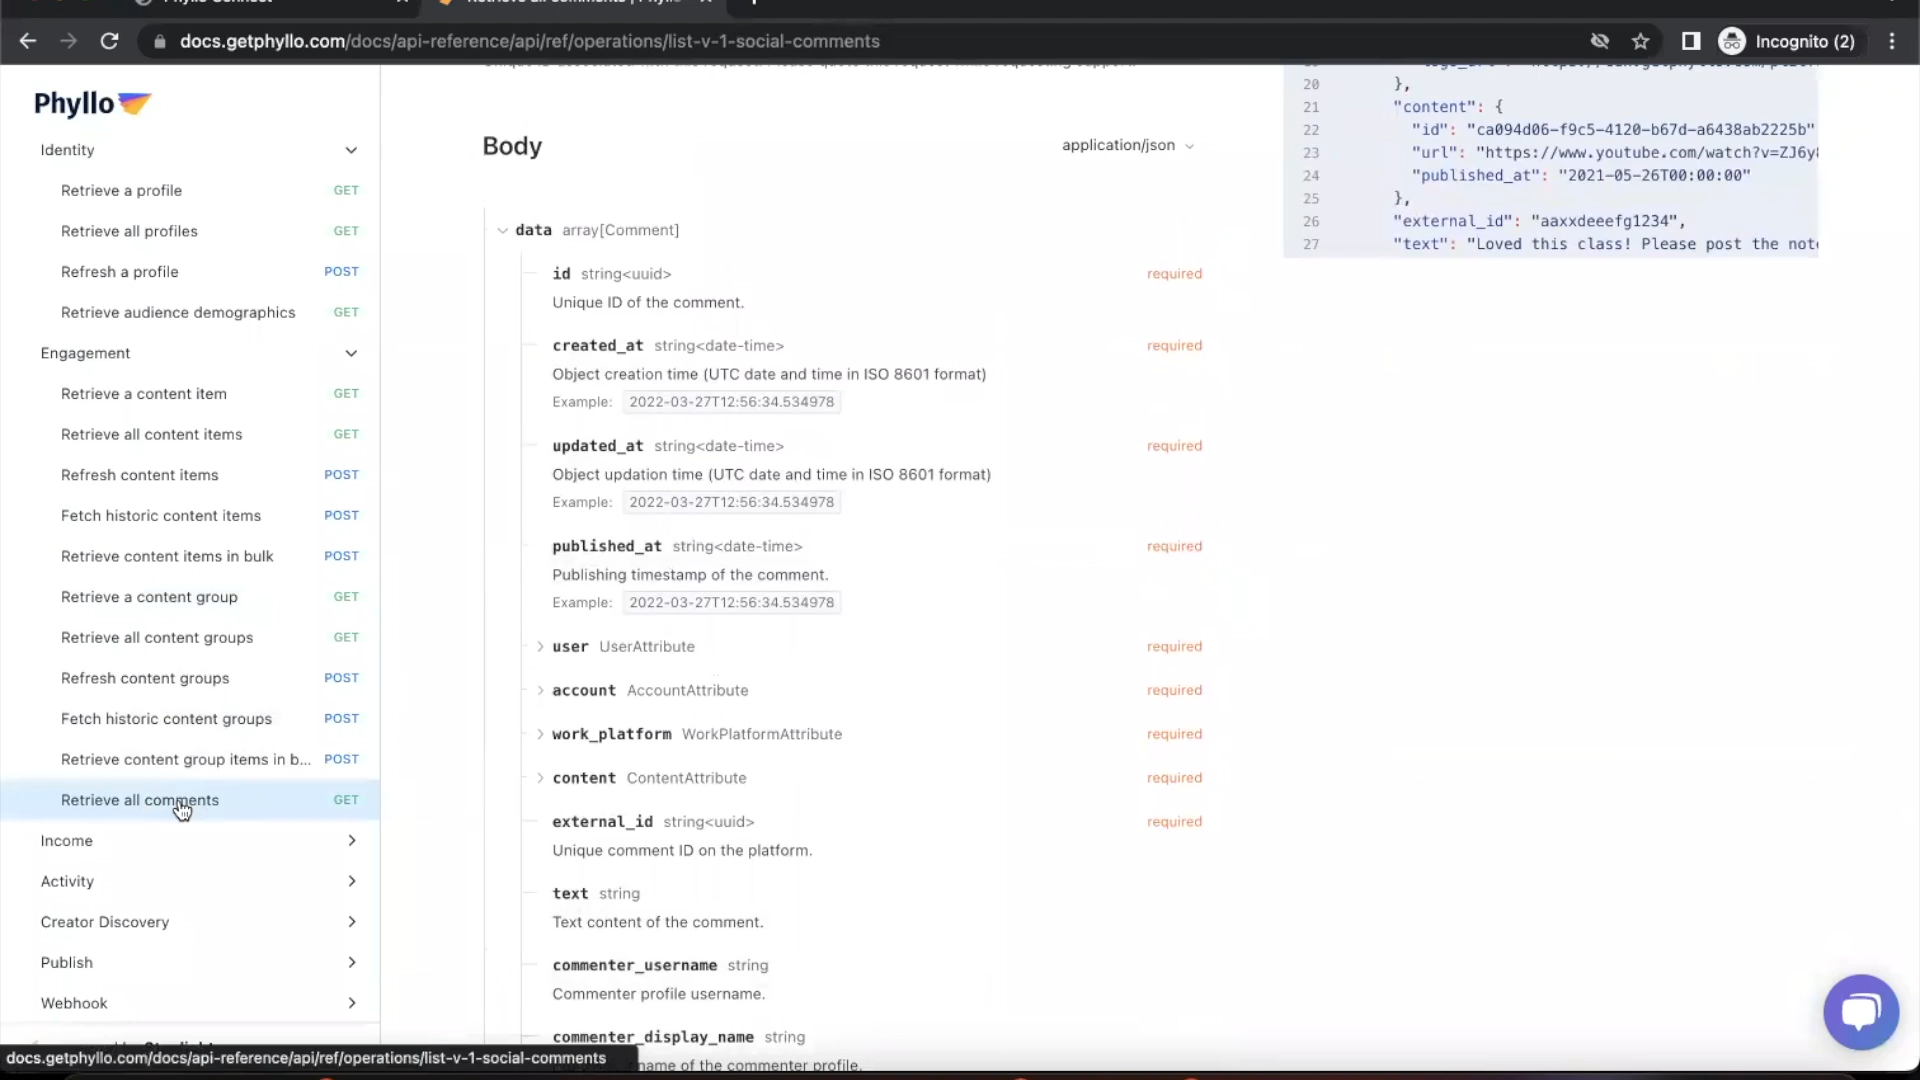 docs.getphyllo.com/docs/api-reference/api/ref/operations/list-v-1-social-comments
Incognito (2)
Phyllo
Identity
Retrieve a profile GET
Retrieve all profiles GET
Refresh a profile POST
Retrieve audience demographics GET
Engagement
Retrieve a content item GET
Retrieve all content items GET
Refresh content items POST
Fetch historic content items POST
Retrieve content items in bulk POST
Retrieve a content group GET
Retrieve all content groups GET
Refresh content groups POST
Fetch historic content groups POST
Retrieve content group items in b... POST
Retrieve all comments GET
Income
Activity
Creator Discovery
Publish
Webhook
docs.getphyllo.com/docs/api-reference/api/ref/operations/list-v-1-social-comments
Body
application/json
data array[Comment]
id string<uuid> required
Unique ID of the comment.
created_at string<date-time> required
Object creation time (UTC date and time in ISO 8601 format)
Example: 2022-03-27T12:56:34.534978
updated_at string<date-time> required
Object updation time (UTC date and time in ISO 8601 format)
Example: 2022-03-27T12:56:34.534978
published_at string<date-time> required
Publishing timestamp of the comment.
Example: 2022-03-27T12:56:34.534978
user UserAttribute required
account AccountAttribute required
work_platform WorkPlatformAttribute required
content ContentAttribute required
external_id string<uuid> required
Unique comment ID on the platform.
text string
Text content of the comment.
commenter_username string
Commenter profile username.
commenter_display_name string
name of the commenter profile.
20 },
21 "content": {
22 "id": "ca094d06-f9c5-4120-b67d-a6438ab2225b"
23 "url": "https://www.youtube.com/watch?v=ZJ6y
24 "published_at": "2021-05-26T00:00:00"
25 },
26 "external_id": "aaxxdeeefg1234",
27 "text": "Loved this class! Please post the not